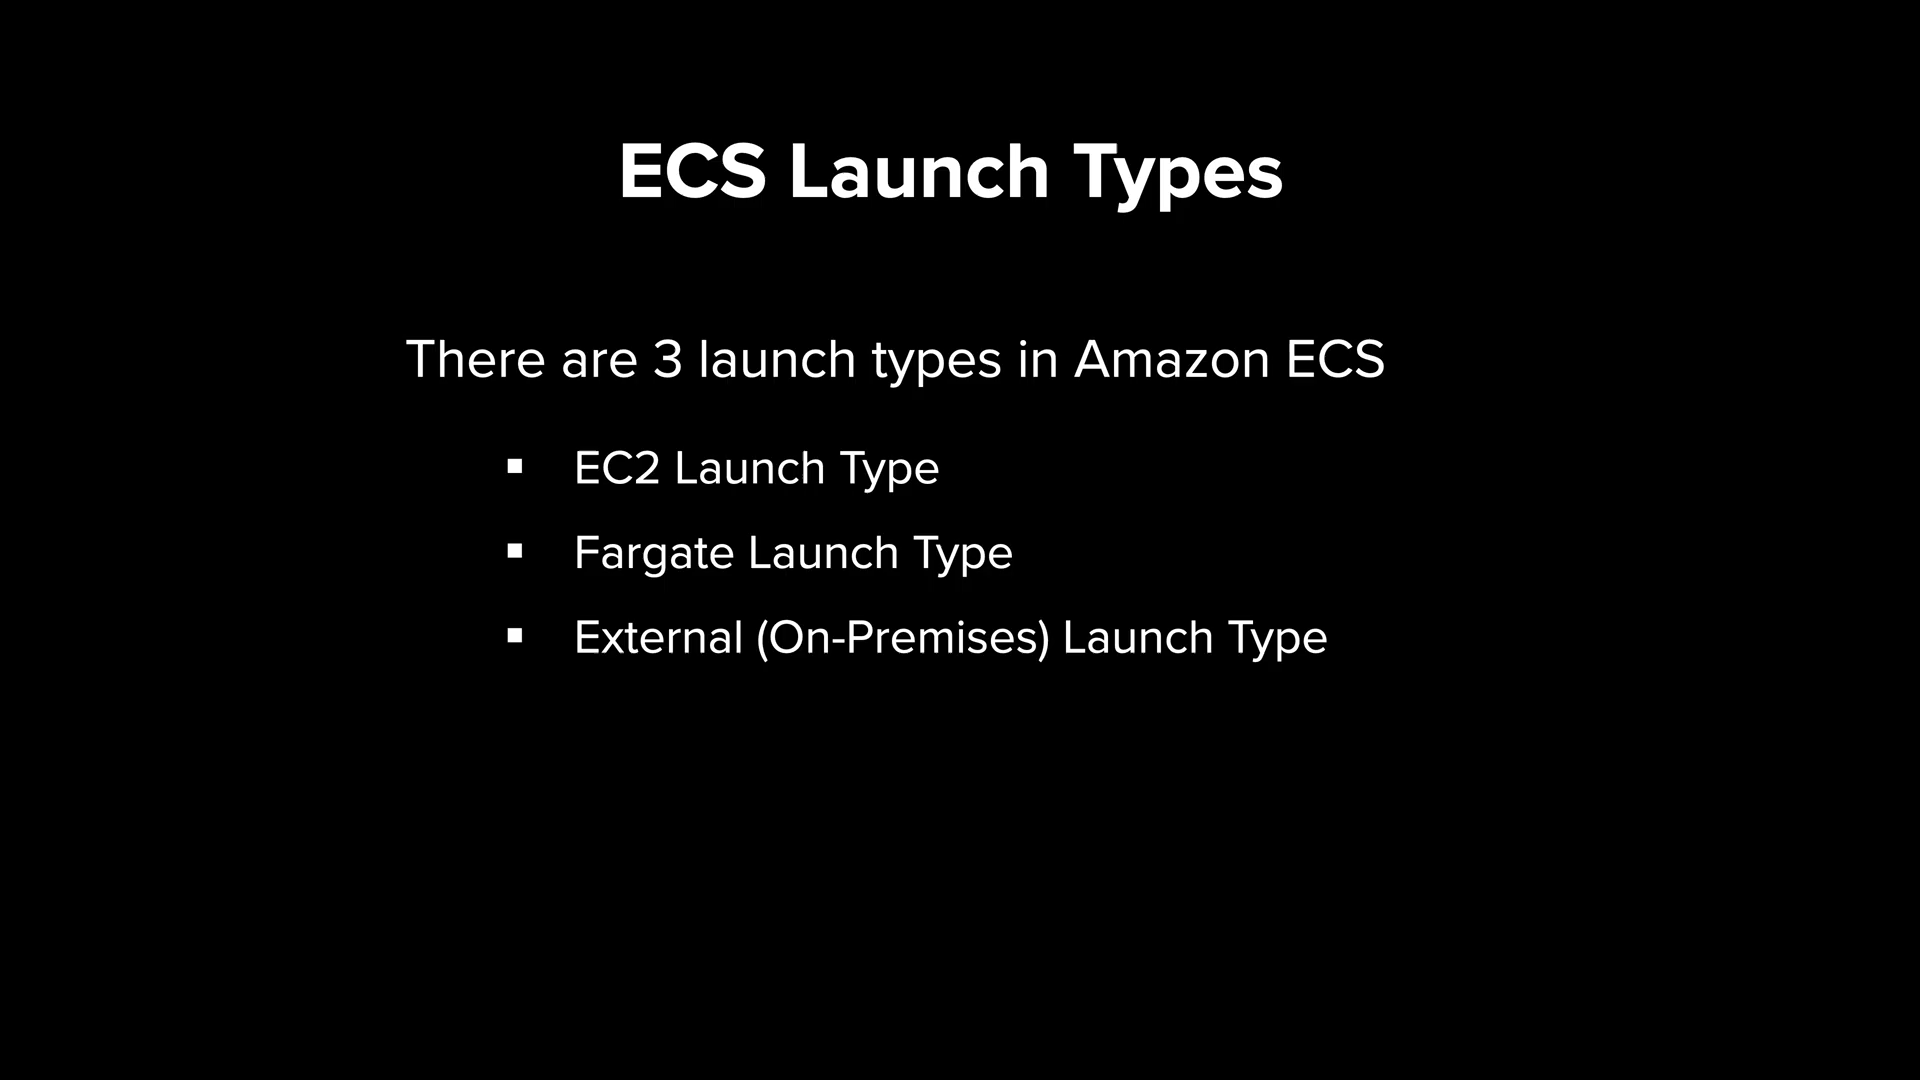 ECS Launch Types
There are 3 launch types in Amazon ECS
▪ EC2 Launch Type
▪ Fargate Launch Type
▪ External (On-Premises) Launch Type